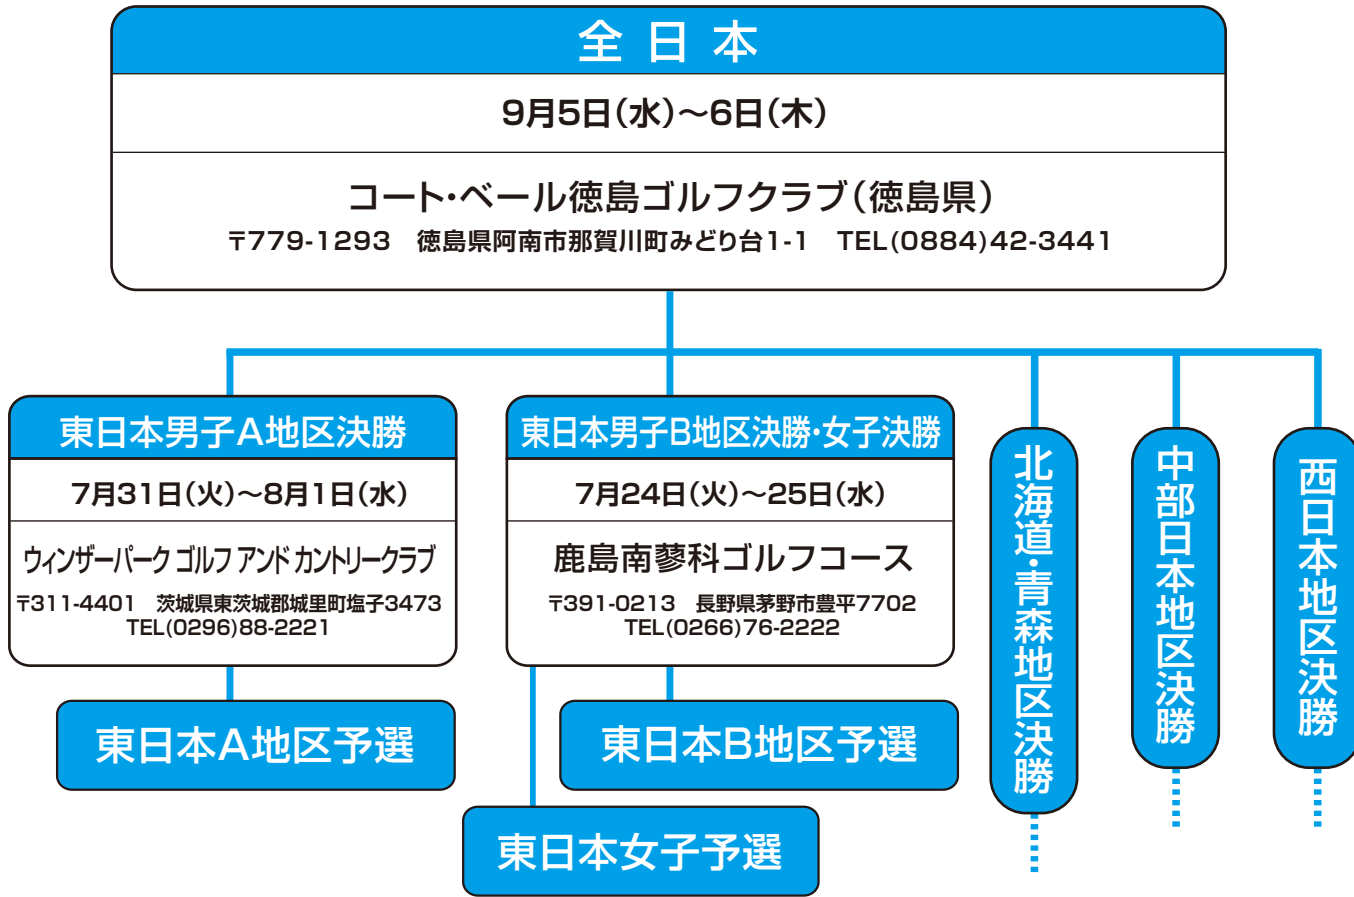 全日本
9月5日(水)〜6日(木)
コート・ベール徳島ゴルフクラブ(徳島県)
〒779-1293　徳島県阿南市那賀川町みどり台1-1　TEL(0884)42-3441
東日本男子A地区決勝
7月31日(火)〜8月1日(水)
ウィンザーパーク ゴルフ アンド カントリークラブ
〒311-4401　茨城県東茨城郡城里町塩子3473
TEL(0296)88-2221
東日本A地区予選
東日本男子B地区決勝・女子決勝
7月24日(火)〜25日(水)
鹿島南蓼科ゴルフコース
〒391-0213　長野県茅野市豊平7702
TEL(0266)76-2222
東日本B地区予選
東日本女子予選
北海道・青森地区決勝
中部日本地区決勝
西日本地区決勝